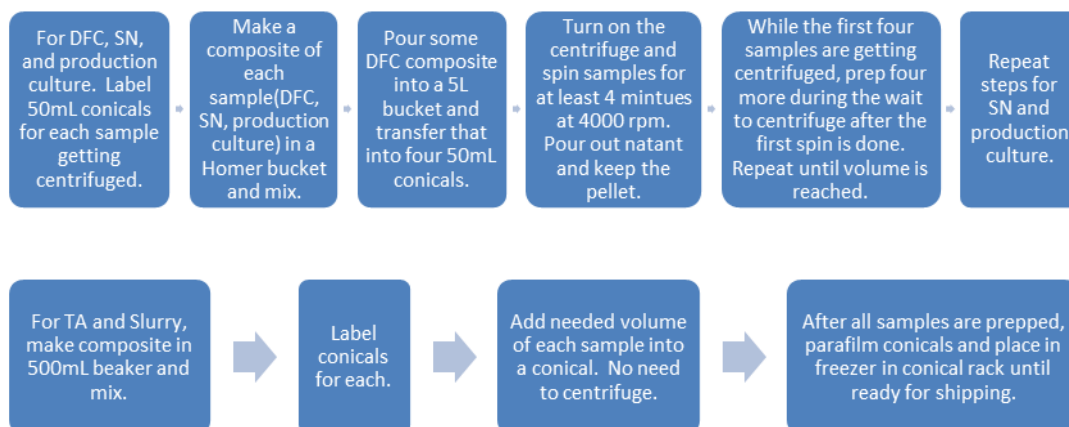 For DFC, SN,
and production
culture.  Label
50mL conicals
for each sample
getting
centrifuged.
Make a
composite of
each
sample(DFC,
SN, production
culture) in a
Homer bucket
and mix.
Pour some
DFC composite
into a 5L
bucket and
transfer that
into four 50mL
conicals.
Turn on the
centrifuge and
spin samples for
at least 4 mintues
at 4000 rpm.
Pour out natant
and keep the
pellet.
While the first four
samples are getting
centrifuged, prep four
more during the wait
to centrifuge after the
first spin is done.
Repeat until volume is
reached.
Repeat
steps for
SN and
production
culture.
For TA and Slurry,
make composite in
500mL beaker and
mix.
Label
conicals
for each.
Add needed volume
of each sample into
a conical.  No need
to centrifuge.
After all samples are prepped,
parafilm conicals and place in
freezer in conical rack until
ready for shipping.